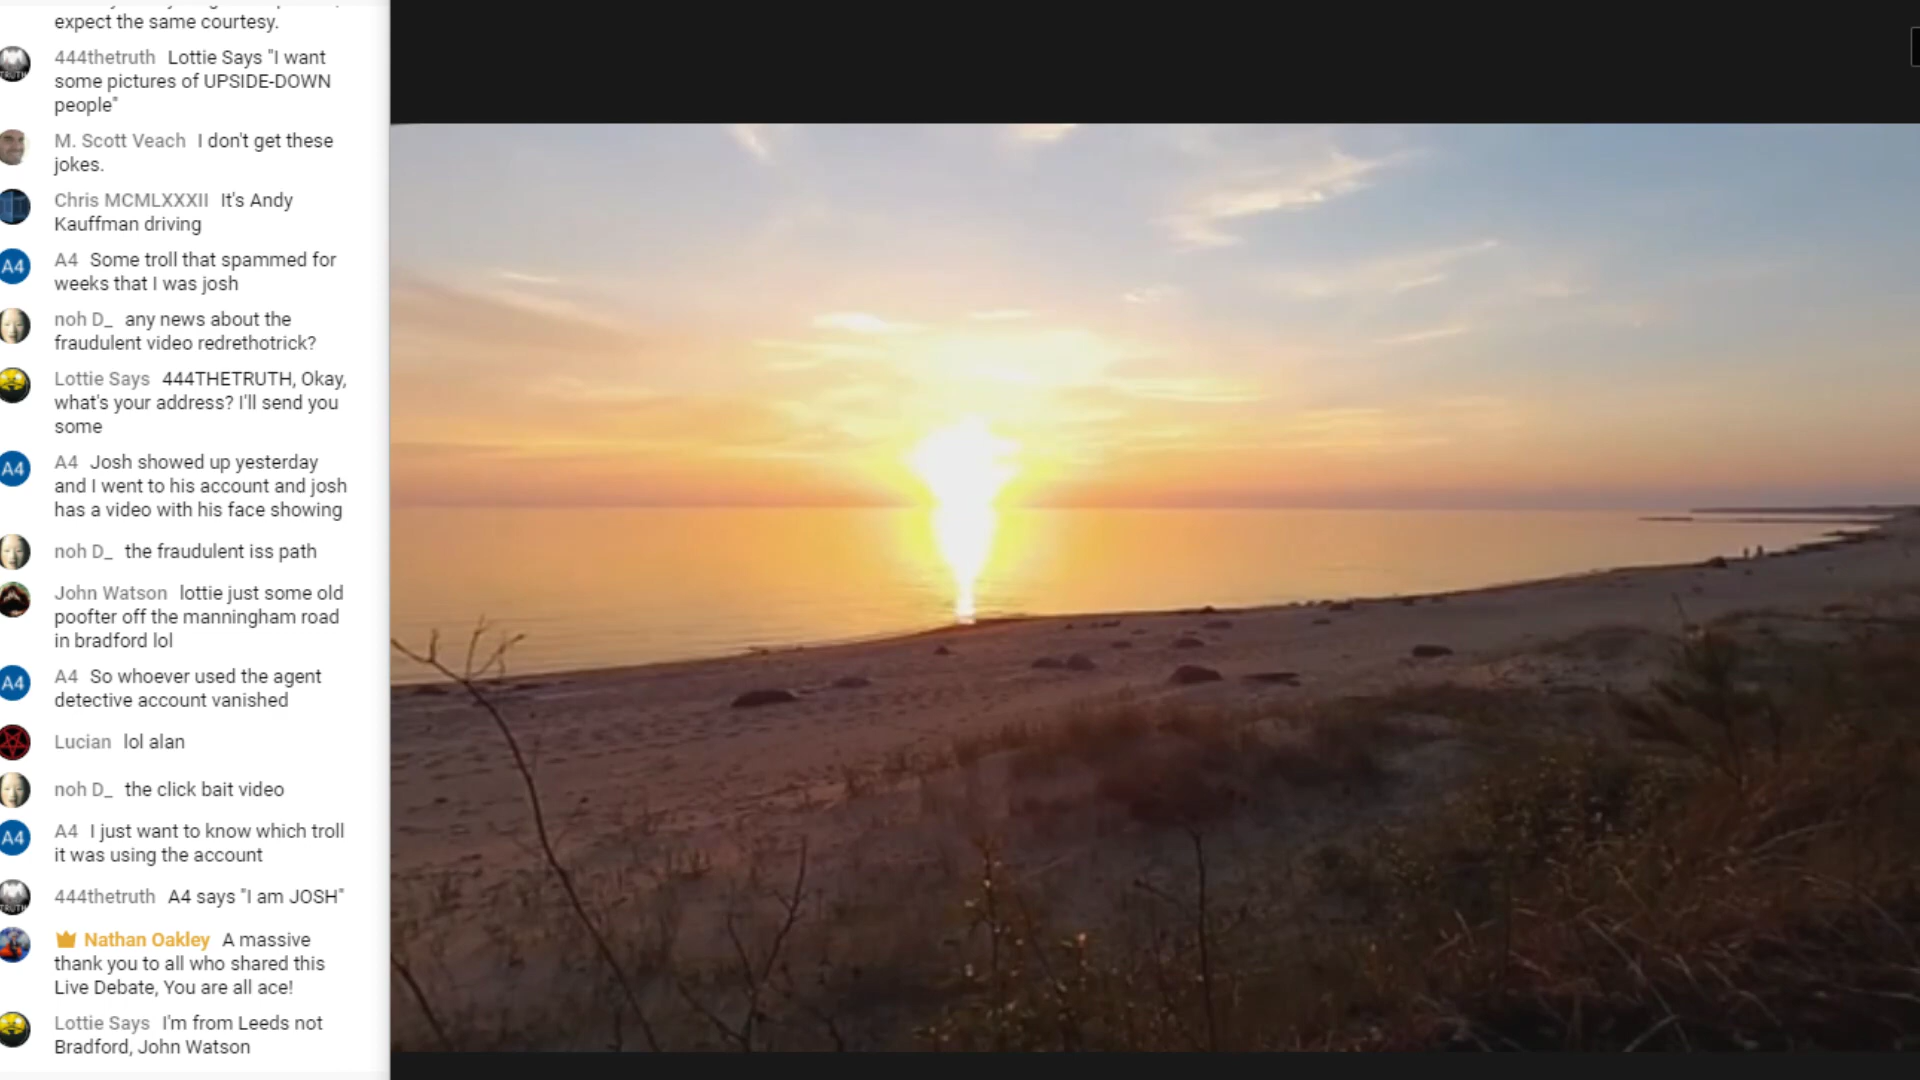 expect the same courtesy.
444thetruth Lottie Says "I want
some pictures of UPSIDE-DOWN
people"
M. Scott Veach I don't get these
jokes.
Chris MCMLXXXII It's Andy
Kauffman driving
A4 A4 Some troll that spammed for
weeks that I was josh
noh D_ any news about the
fraudulent video redrethotrick?
Lottie Says 444THETRUTH, Okay,
what's your address? I'll send you
some
A4 A4 Josh showed up yesterday
and I went to his account and josh
has a video with his face showing
noh D_ the fraudulent iss path
John Watson lottie just some old
poofter off the manningham road
in bradford lol
A4 A4 So whoever used the agent
detective account vanished
Lucian lol alan
noh D_ the click bait video
A4 A4 I just want to know which troll
it was using the account
444thetruth A4 says "I am JOSH"
Nathan Oakley A massive
thank you to all who shared this
Live Debate, You are all ace!
Lottie Says I'm from Leeds not
Bradford, John Watson